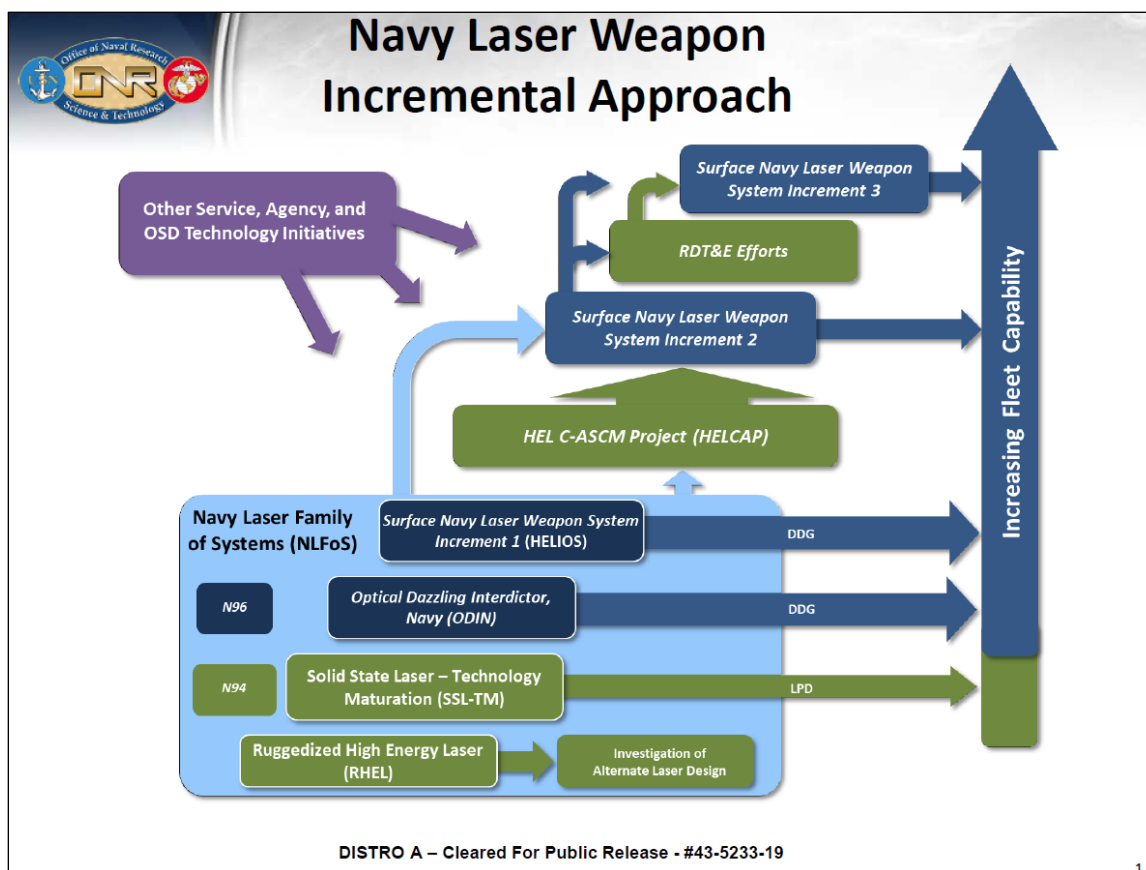 Office of Naval Research
ONR
Science & Technology
Navy Laser Weapon
Incremental Approach
Other Service, Agency, and
OSD Technology Initiatives
Surface Navy Laser Weapon
System Increment 3
RDT&E Efforts
Surface Navy Laser Weapon
System Increment 2
HEL C-ASCM Project (HELCAP)
Increasing Fleet Capability
Navy Laser Family
of Systems (NLFoS)
Surface Navy Laser Weapon System
Increment 1 (HELIOS)
DDG
N96
Optical Dazzling Interdictor,
Navy (ODIN)
DDG
N94
Solid State Laser – Technology
Maturation (SSL-TM)
LPD
Ruggedized High Energy Laser
(RHEL)
Investigation of
Alternate Laser Design
DISTRO A – Cleared For Public Release - #43-5233-19
1